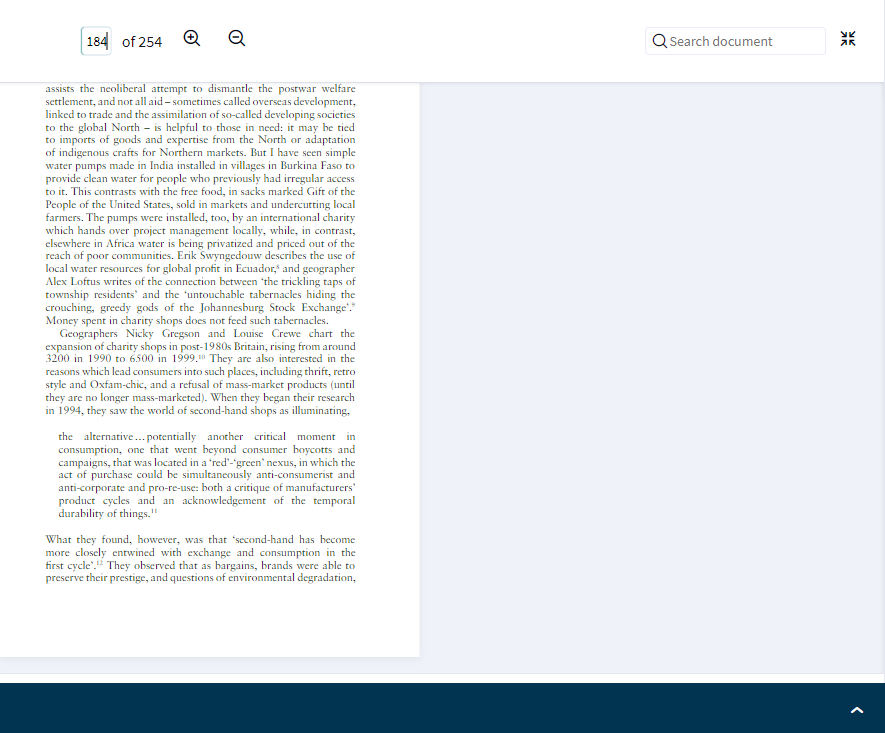 184 of 254
Search document
assists the neoliberal attempt to dismantle the postwar welfare
settlement, and not all aid – sometimes called overseas development,
linked to trade and the assimilation of so-called developing societies
to the global North – is helpful to those in need: it may be tied
to imports of goods and expertise from the North or adaptation
of indigenous crafts for Northern markets. But I have seen simple
water pumps made in India installed in villages in Burkina Faso to
provide clean water for people who previously had irregular access
to it. This contrasts with the free food, in sacks marked Gift of the
People of the United States, sold in markets and undercutting local
farmers. The pumps were installed, too, by an international charity
which hands over project management locally, while, in contrast,
elsewhere in Africa water is being privatized and priced out of the
reach of poor communities. Erik Swyngedouw describes the use of
local water resources for global profit in Ecuador,⁸ and geographer
Alex Loftus writes of the connection between ‘the trickling taps of
township residents’ and the ‘untouchable tabernacles hiding the
crouching, greedy gods of the Johannesburg Stock Exchange’.⁹
Money spent in charity shops does not feed such tabernacles.
Geographers Nicky Gregson and Louise Crewe chart the
expansion of charity shops in post-1980s Britain, rising from around
3200 in 1990 to 6500 in 1999.¹⁰ They are also interested in the
reasons which lead consumers into such places, including thrift, retro
style and Oxfam-chic, and a refusal of mass-market products (until
they are no longer mass-marketed). When they began their research
in 1994, they saw the world of second-hand shops as illuminating,
the alternative … potentially another critical moment in
consumption, one that went beyond consumer boycotts and
campaigns, that was located in a ‘red’-‘green’ nexus, in which the
act of purchase could be simultaneously anti-consumerist and
anti-corporate and pro-re-use: both a critique of manufacturers’
product cycles and an acknowledgement of the temporal
durability of things.¹¹
What they found, however, was that ‘second-hand has become
more closely entwined with exchange and consumption in the
first cycle’.¹² They observed that as bargains, brands were able to
preserve their prestige, and questions of environmental degradation,